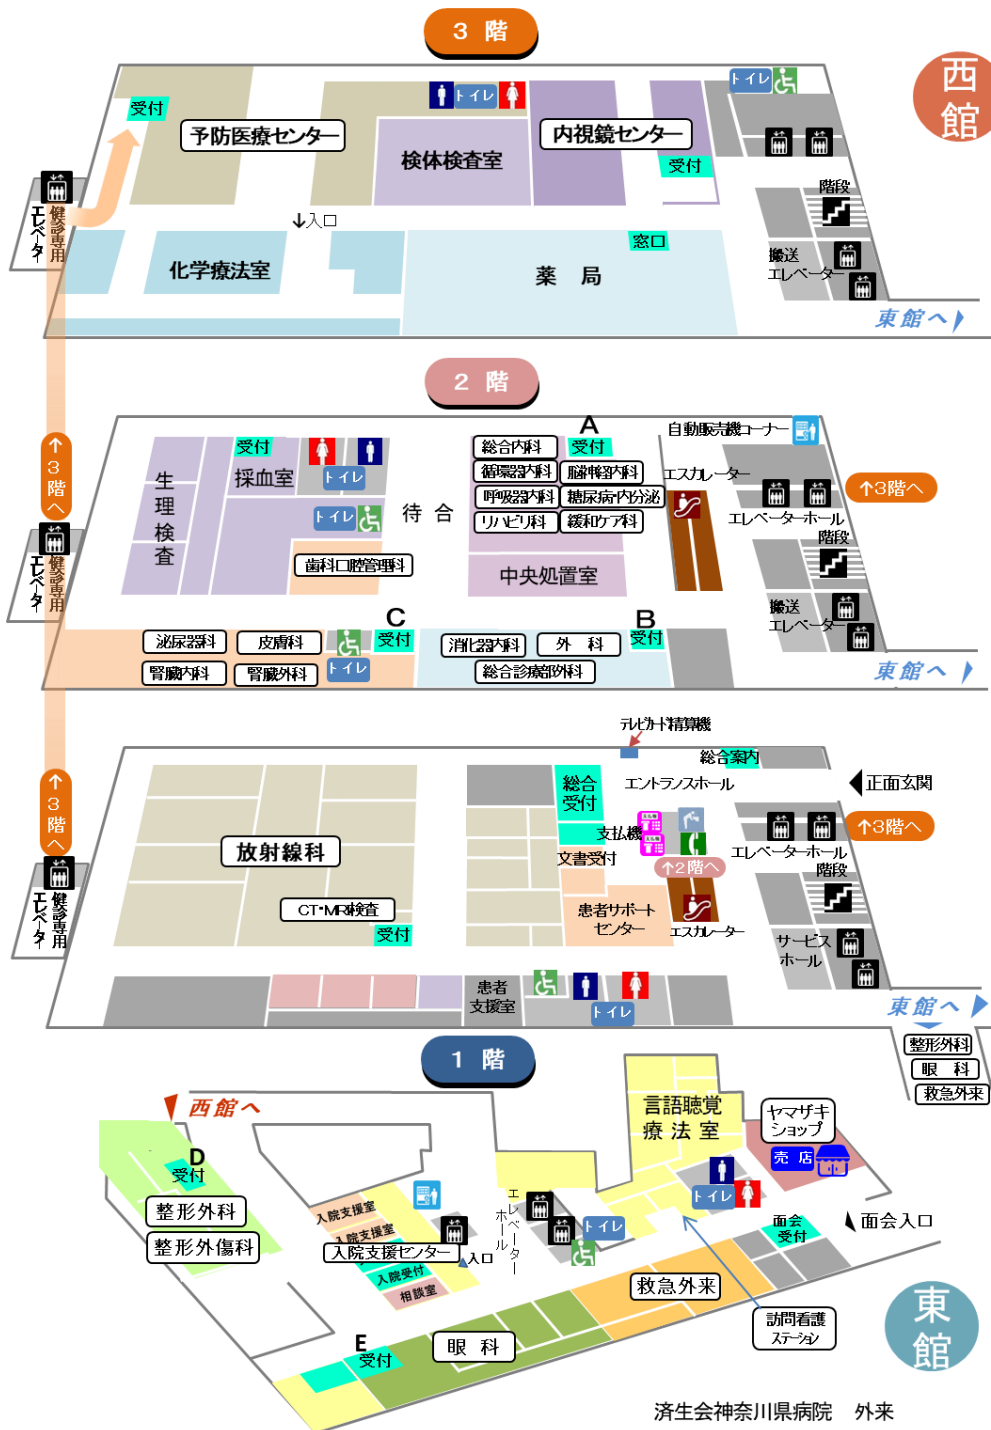 3 階
西
館
受付
予防医療センター
トイレ
検体検査室
内視鏡センター
受付
トイレ
階段
搬送
エレベーター
健診専用
エレベーター
↓入口
化学療法室
窓口
薬 局
東館へ
2 階
↑3階へ
健診専用
エレベーター
生理検査
受付
採血室
トイレ
トイレ
待 合
歯科口腔管理科
A
総合内科
受付
循環器内科
脳神経内科
呼吸器内科
糖尿病・内分泌
リハビリ科
緩和ケア科
中央処置室
自動販売機コーナー
エスカレーター
↑3階へ
エレベーターホール
階段
搬送
エレベーター
C
受付
泌尿器科
皮膚科
腎臓内科
腎臓外科
トイレ
B
受付
消化器内科
外 科
総合診療部外科
東館へ
↑3階へ
健診専用
エレベーター
テレビカード精算機
総合案内
エントランスホール
正面玄関
総合
受付
支払機
文書受付
↑2階へ
↑3階へ
エレベーターホール
階段
放射線科
CT・MRI検査
受付
患者サポート
センター
エスカレーター
サービス
ホール
患者
支援室
トイレ
東館へ
整形外科
眼 科
救急外来
1 階
西館へ
D
受付
整形外科
整形外傷科
入院支援室
入院支援室
入院支援センター
入院受付
相談室
入口
エレベーター
ホール
トイレ
言語聴覚
療法室
ヤマザキ
ショップ
売 店
トイレ
面会
受付
面会入口
救急外来
訪問看護
ステーション
E
受付
眼 科
東
館
済生会神奈川県病院 外来